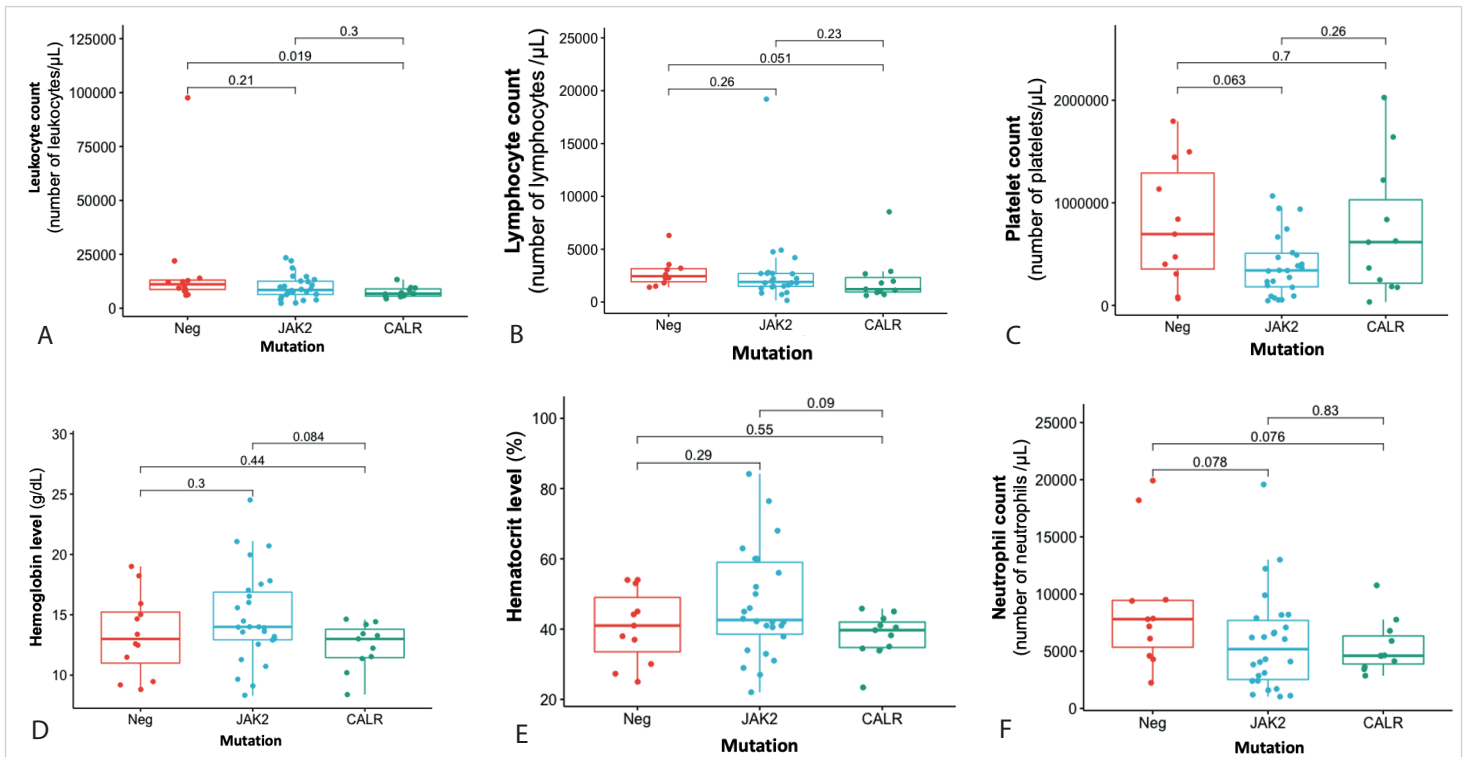 Leukocyte count
(number of leukocytes/μL)
125000
100000
75000
50000
25000
0
0.3
0.019
0.21
Neg JAK2 CALR
Mutation
A
Lymphocyte count
(number of lymphocytes /μL)
25000
20000
15000
10000
5000
0
0.23
0.051
0.26
Neg JAK2 CALR
Mutation
B
Platelet count
(number of platelets/μL)
2000000
1000000
0
0.26
0.7
0.063
Neg JAK2 CALR
Mutation
C
Hemoglobin level (g/dL)
30
25
20
15
10
0.084
0.44
0.3
Neg JAK2 CALR
Mutation
D
Hematocrit level (%)
100
80
60
40
20
0.09
0.55
0.29
Neg JAK2 CALR
Mutation
E
Neutrophil count
(number of neutrophils /μL)
25000
20000
15000
10000
5000
0
0.83
0.076
0.078
Neg JAK2 CALR
Mutation
F